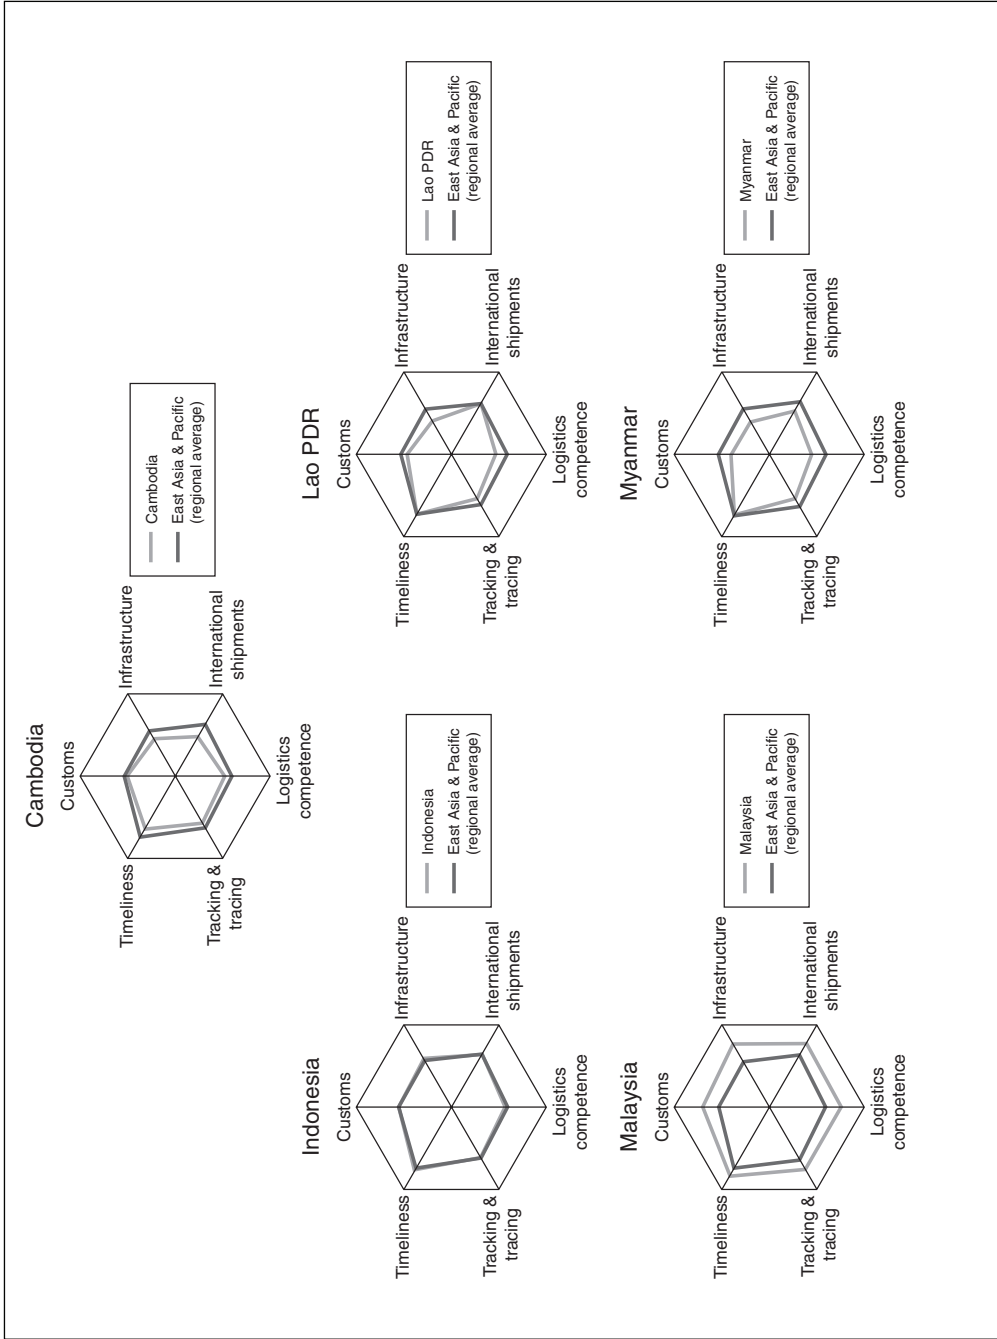 Cambodia
Customs
Infrastructure
International
shipments
Logistics
competence
Tracking &
tracing
Timeliness
Cambodia
East Asia & Pacific
(regional average)
Indonesia
Customs
Infrastructure
International
shipments
Logistics
competence
Tracking &
tracing
Timeliness
Indonesia
East Asia & Pacific
(regional average)
Lao PDR
Customs
Infrastructure
International
shipments
Logistics
competence
Tracking &
tracing
Timeliness
Lao PDR
East Asia & Pacific
(regional average)
Malaysia
Customs
Infrastructure
International
shipments
Logistics
competence
Tracking &
tracing
Timeliness
Malaysia
East Asia & Pacific
(regional average)
Myanmar
Customs
Infrastructure
International
shipments
Logistics
competence
Tracking &
tracing
Timeliness
Myanmar
East Asia & Pacific
(regional average)